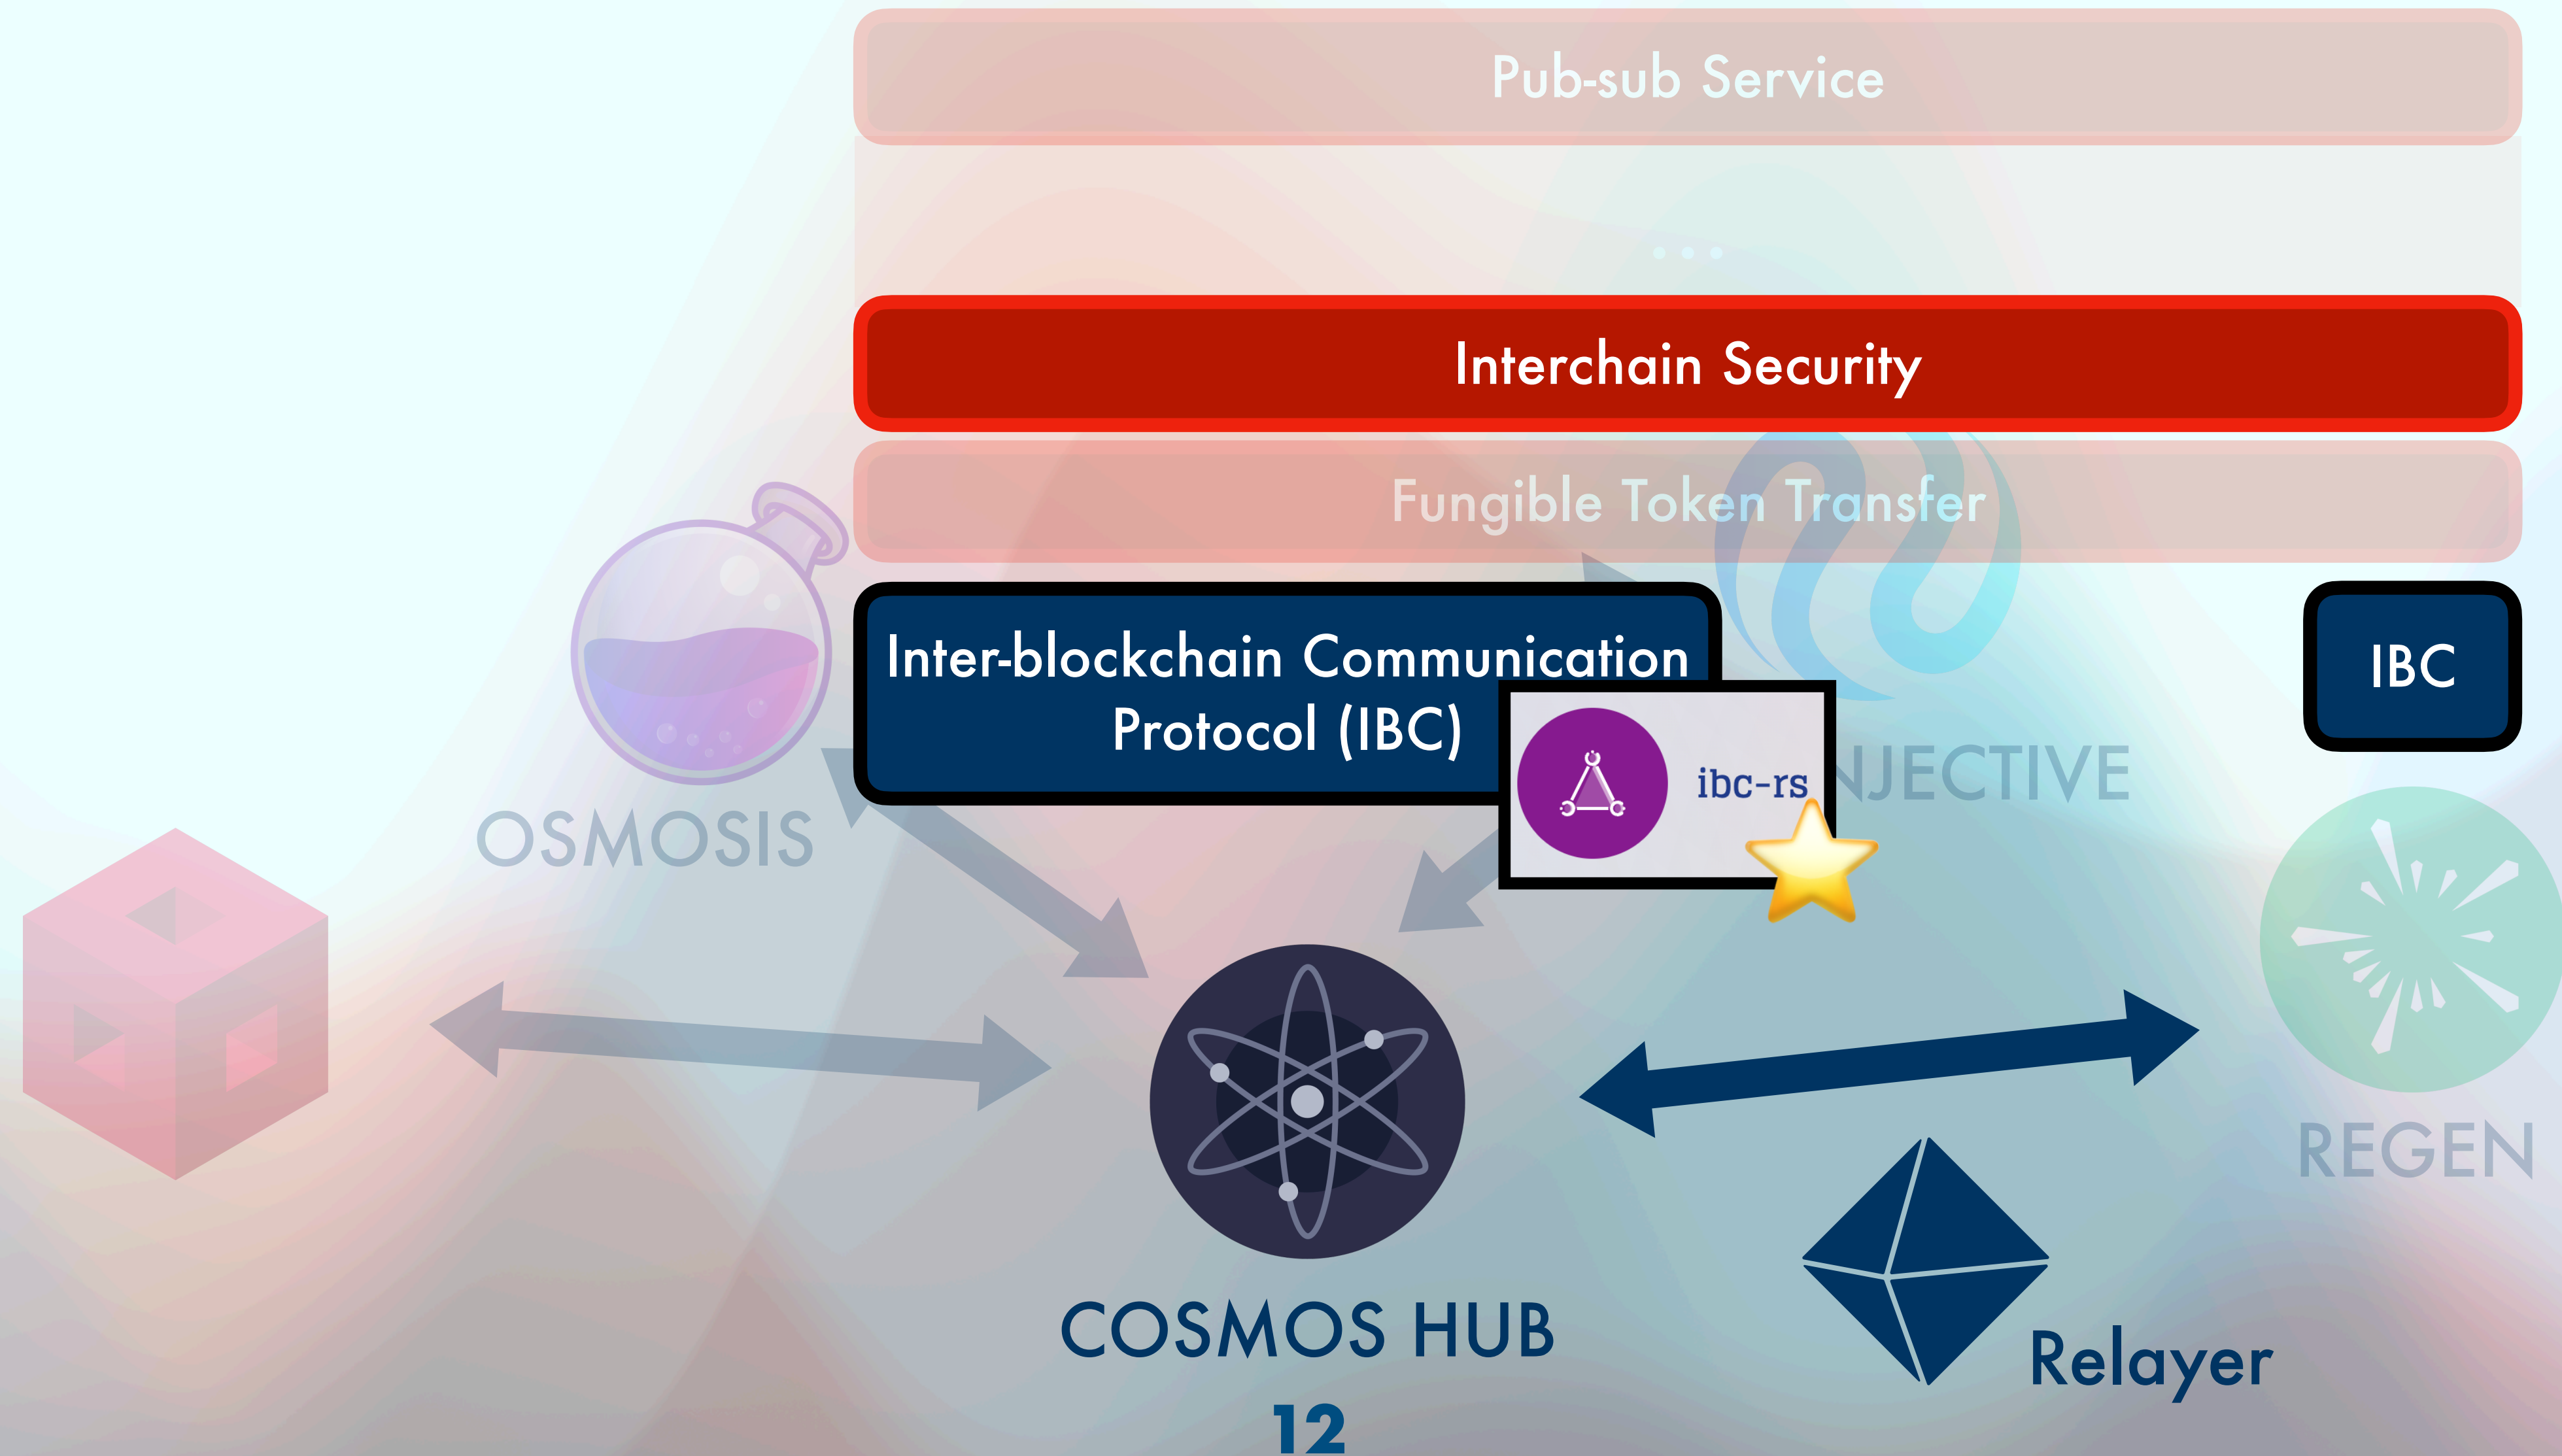 Pub-sub Service
...
Interchain Security
Fungible Token Transfer
Inter-blockchain Communication
Protocol (IBC)
IBC
ibc-rs
NJECTIVE
OSMOSIS
REGEN
COSMOS HUB
Relayer
12